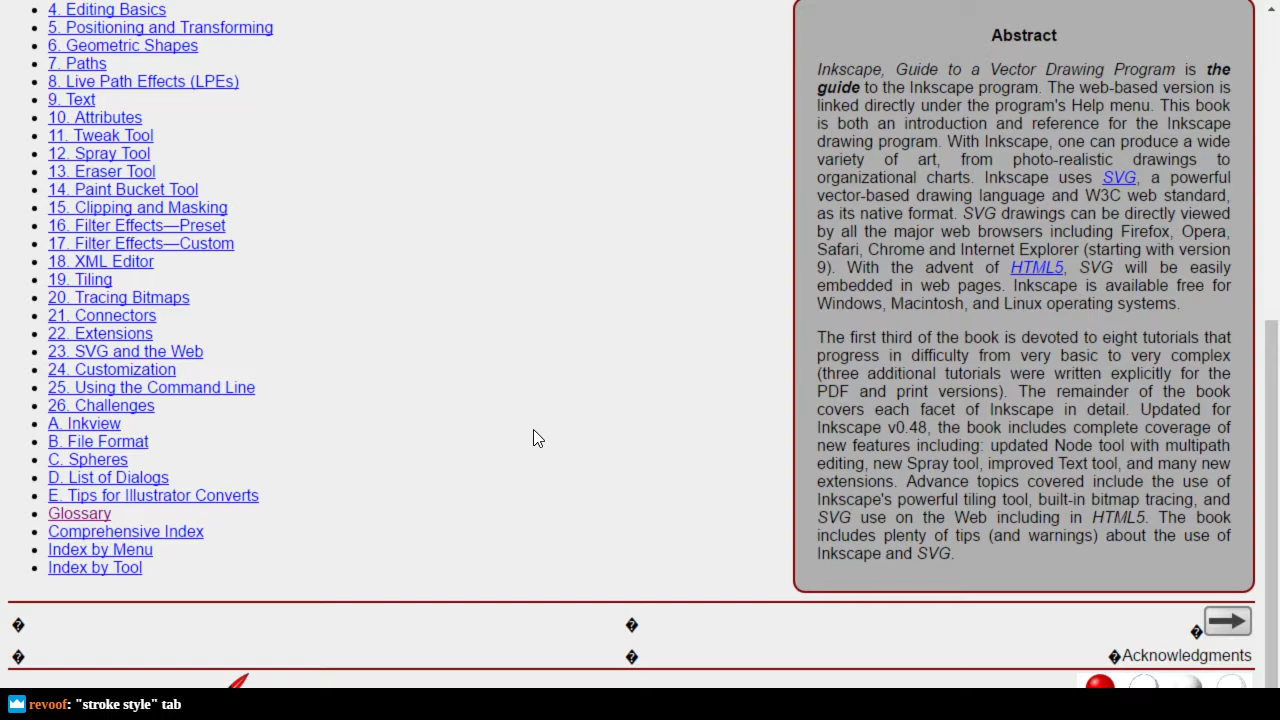 4. Editing Basics
5. Positioning and Transforming
6. Geometric Shapes
7. Paths
8. Live Path Effects (LPEs)
9. Text
10. Attributes
11. Tweak Tool
12. Spray Tool
13. Eraser Tool
14. Paint Bucket Tool
15. Clipping and Masking
16. Filter Effects—Preset
17. Filter Effects—Custom
18. XML Editor
19. Tiling
20. Tracing Bitmaps
21. Connectors
22. Extensions
23. SVG and the Web
24. Customization
25. Using the Command Line
26. Challenges
A. Inkview
B. File Format
C. Spheres
D. List of Dialogs
E. Tips for Illustrator Converts
Glossary
Comprehensive Index
Index by Menu
Index by Tool
Abstract
Inkscape, Guide to a Vector Drawing Program is the
guide to the Inkscape program. The web-based version is
linked directly under the program's Help menu. This book
is both an introduction and reference for the Inkscape
drawing program. With Inkscape, one can produce a wide
variety of art, from photo-realistic drawings to
organizational charts. Inkscape uses SVG, a powerful
vector-based drawing language and W3C web standard,
as its native format. SVG drawings can be directly viewed
by all the major web browsers including Firefox, Opera,
Safari, Chrome and Internet Explorer (starting with version
9). With the advent of HTML5, SVG will be easily
embedded in web pages. Inkscape is available free for
Windows, Macintosh, and Linux operating systems.
The first third of the book is devoted to eight tutorials that
progress in difficulty from very basic to very complex
(three additional tutorials were written explicitly for the
PDF and print versions). The remainder of the book
covers each facet of Inkscape in detail. Updated for
Inkscape v0.48, the book includes complete coverage of
new features including: updated Node tool with multipath
editing, new Spray tool, improved Text tool, and many new
extensions. Advance topics covered include the use of
Inkscape's powerful tiling tool, built-in bitmap tracing, and
SVG use on the Web including in HTML5. The book
includes plenty of tips (and warnings) about the use of
Inkscape and SVG.
� � �
� � �Acknowledgments
revoof: "stroke style" tab